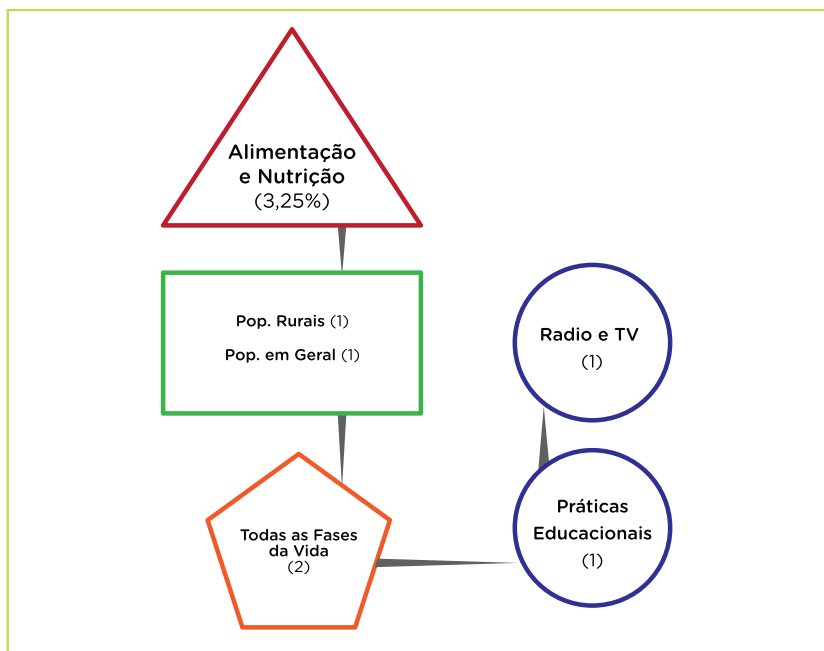 Alimentação
e Nutrição
(3,25%)
Pop. Rurais (1)
Pop. em Geral (1)
Todas as Fases
da Vida
(2)
Radio e TV
(1)
Práticas
Educacionais
(1)